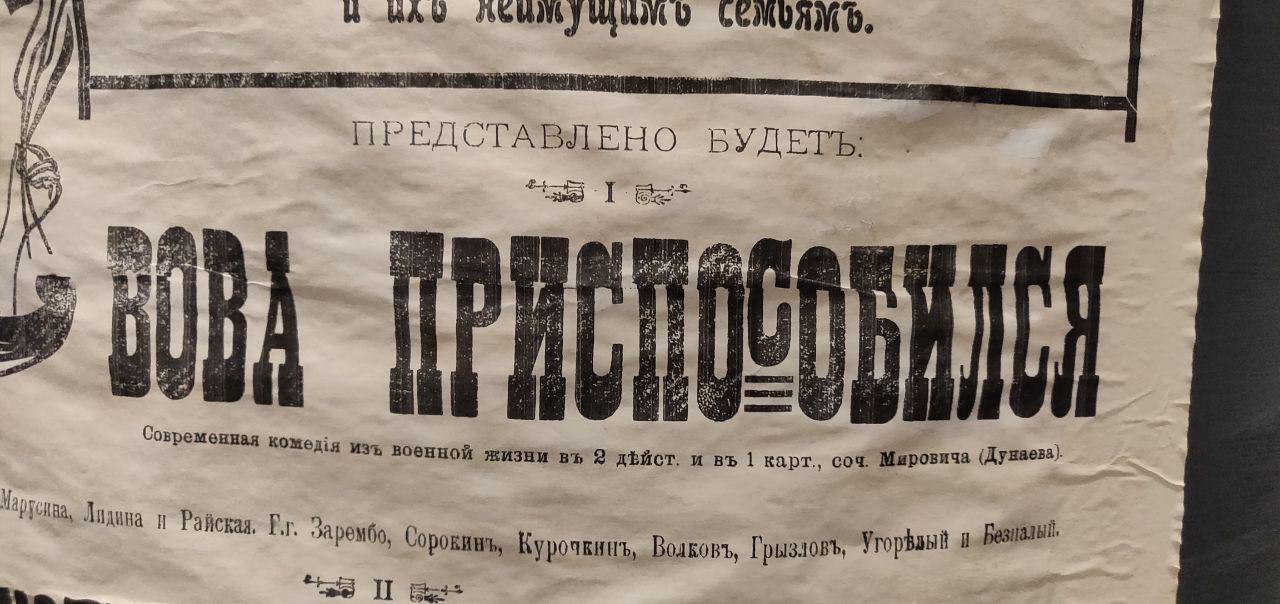 и ихъ неимущимъ семьямъ.
ПРЕДСТАВЛЕНО БУДЕТЪ:
I
ВОВА ПРИСПОСОБИЛСЯ
Современная комедія изъ военной жизни въ 2 дѣйст. и въ 1 карт., соч. Мировича (Дунаева).
Марусина, Лидина и Райская. Г.г. Зарембо, Сорокинъ, Курочкинъ, Волковъ, Грызловъ, Угорѣлый и Безпалый.
II